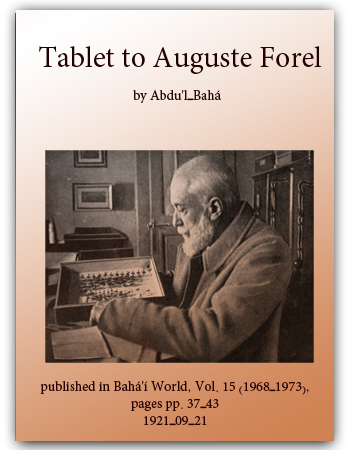 Tablet to Auguste Forel
by Abdu'l_Bahá
published in Bahá'í World, Vol. 15 (1968_1973),
pages pp. 37_43
1921_09_21